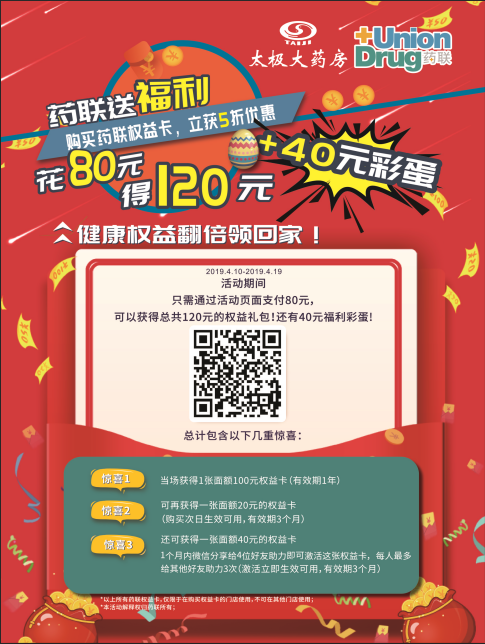 TAIJI
太极大药房
+Union
Drug药联
药联送福利
购买药联权益卡，立获5折优惠
花80元
得120元
+40元彩蛋
健康权益翻倍领回家！
2019.4.10-2019.4.19
活动期间
只需通过活动页面支付80元，
可以获得总共120元的权益礼包！还有40元福利彩蛋！
总计包含以下几重惊喜：
惊喜1
当场获得1张面额100元权益卡（有效期1年）
惊喜2
可再获得一张面额20元的权益卡
（购买次日生效可用，有效期3个月）
惊喜3
还可获得一张面额40元的权益卡
1个月内微信分享给4位好友助力即可激活这张权益卡，每人最多
给其他好友助力3次（激活立即生效可用，有效期3个月）
*以上所有药联权益卡，仅限于在购买权益卡的门店使用，不可在其他门店使用；
*本活动解释权归药联所有；